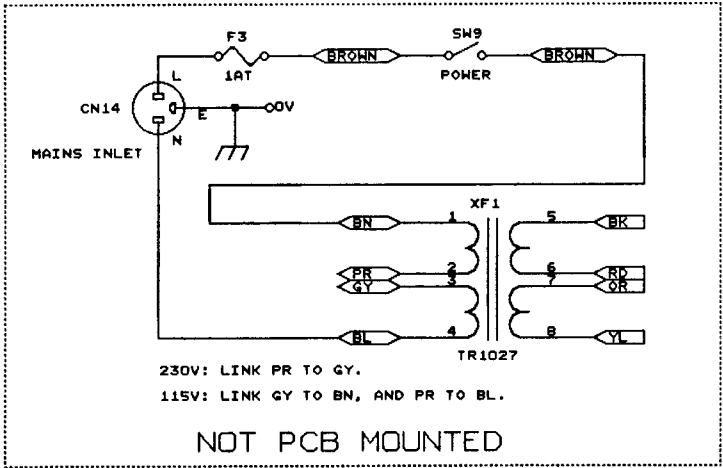 F3
SW9
BROWN
BROWN
1AT
POWER
L
CN14
E
0V
N
MAINS INLET
XF1
BN
1
5
BK
PR
2
6
RD
GY
3
7
OR
BL
4
8
YL
TR1027
230V: LINK PR TO GY.
115V: LINK GY TO BN, AND PR TO BL.
NOT PCB MOUNTED